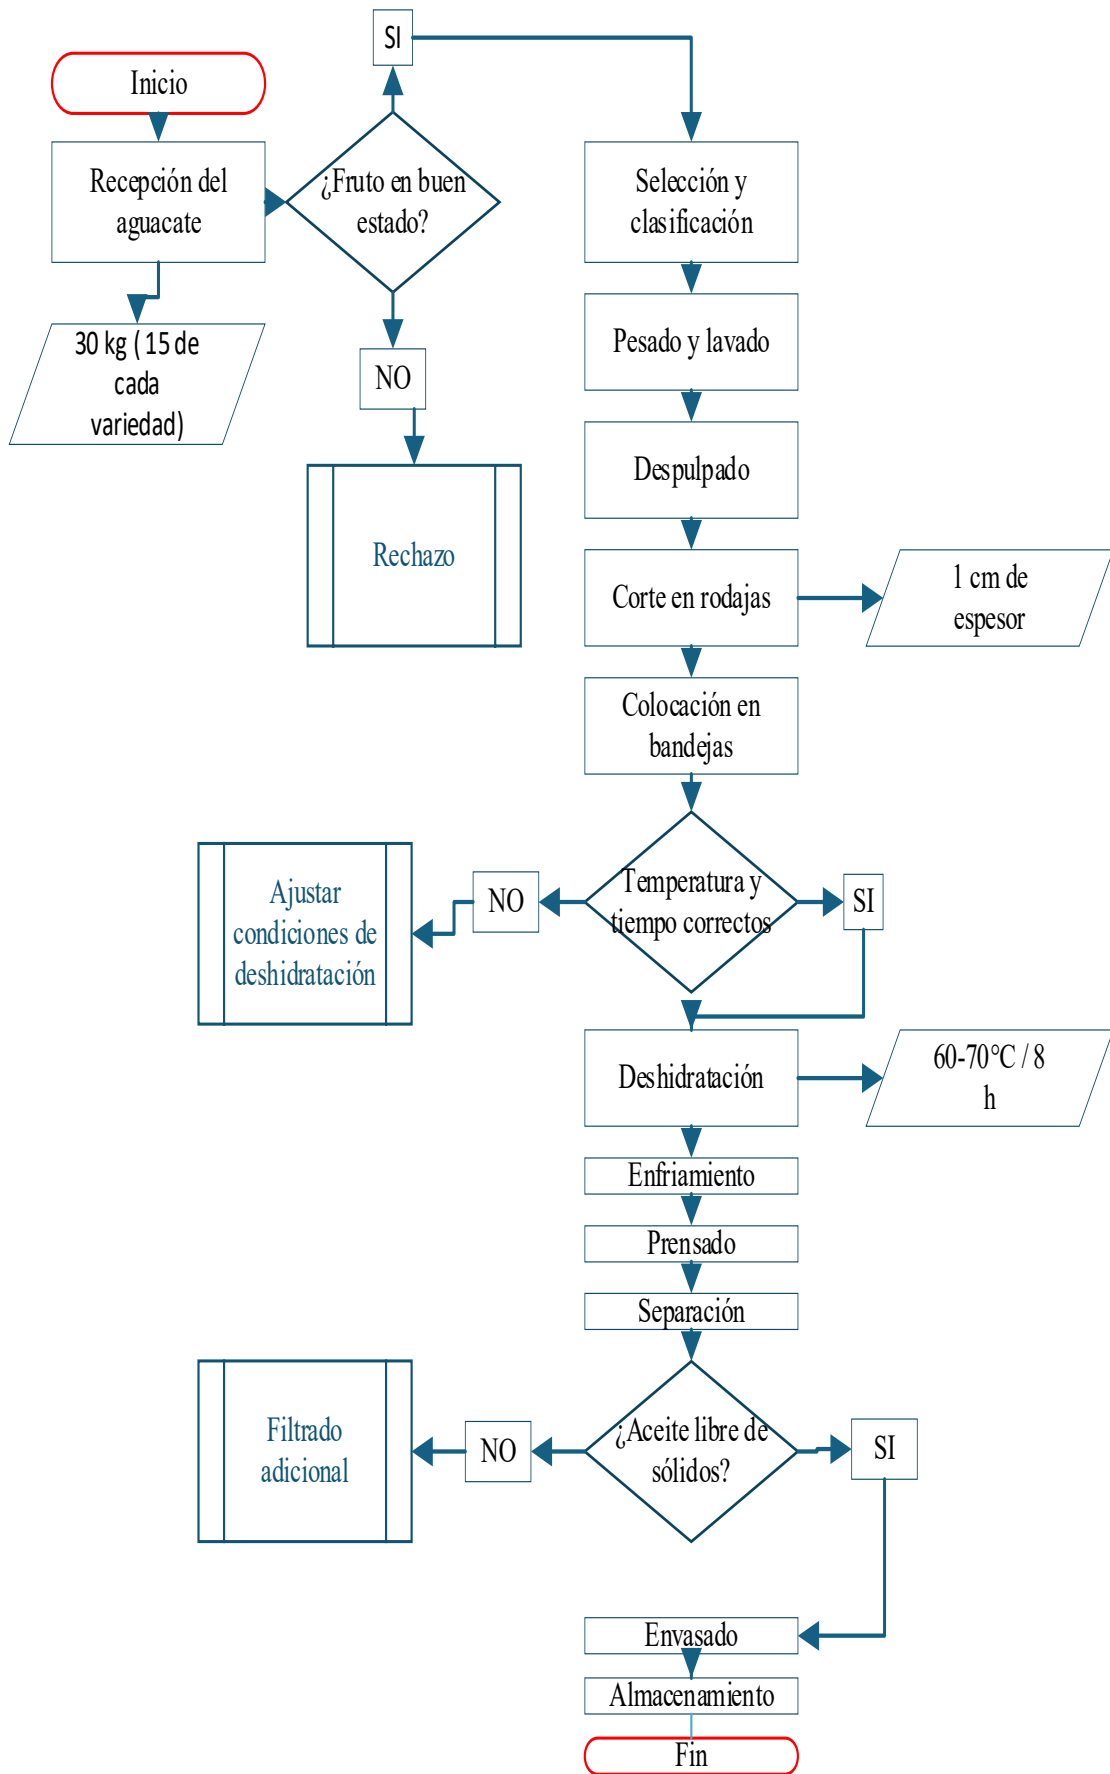 Inicio
Recepción del
aguacate
30 kg ( 15 de
cada
variedad)
¿Fruto en buen
estado?
SI
NO
Rechazo
Selección y
clasificación
Pesado y lavado
Despulpado
Corte en rodajas
1 cm de
espesor
Colocación en
bandejas
Temperatura y
tiempo correctos
NO
Ajustar
condiciones de
deshidratación
SI
Deshidratación
60-70°C / 8
h
Enfriamiento
Prensado
Separación
¿Aceite libre de
sólidos?
NO
Filtrado
adicional
SI
Envasado
Almacenamiento
Fin